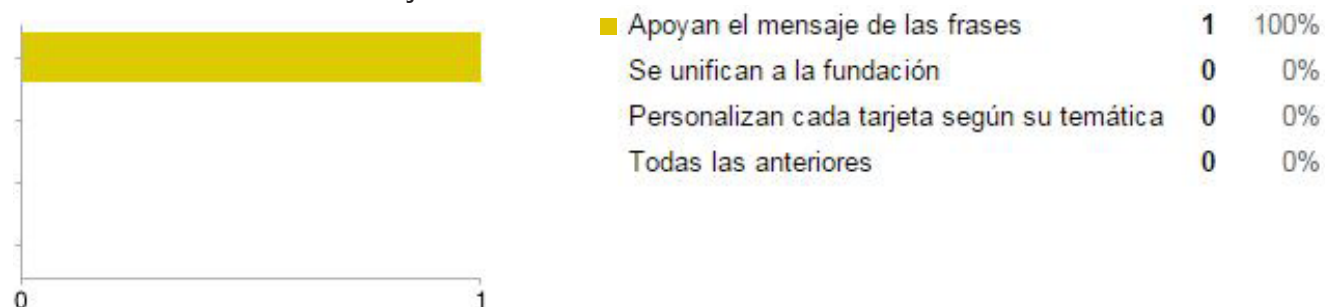 Apoyan el mensaje de las frases 1 100%
Se unifican a la fundación 0 0%
Personalizan cada tarjeta según su temática 0 0%
Todas las anteriores 0 0%
0 1